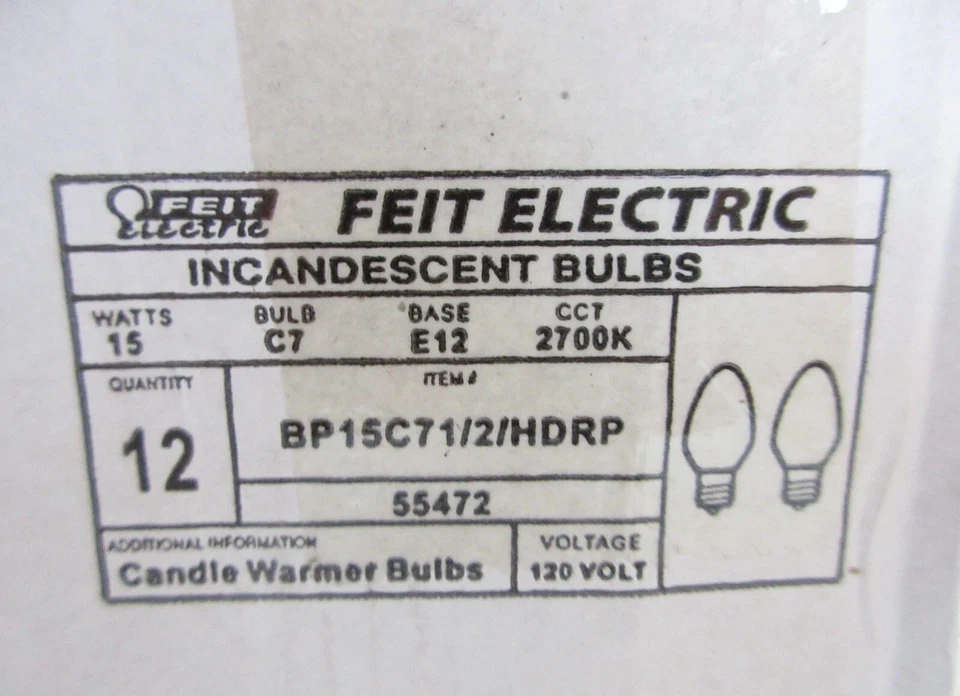 FEIT electric FEIT ELECTRIC
INCANDESCENT BULBS
WATTS BULB BASE CCT
15 C7 E12 2700K
QUANTITY ITEM #
12 BP15C71/2/HDRP
55472
ADDITIONAL INFORMATION VOLTAGE
Candle Warmer Bulbs 120 VOLT